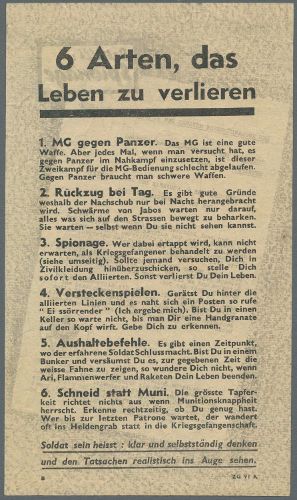 6 Arten, das
Leben zu verlieren
1. MG gegen Panzer. Das MG ist eine gute
Waffe. Aber jedes Mal, wenn man versucht hat, es
gegen Panzer im Nahkampf einzusetzen, ist dieser
Zweikampf für die MG-Bedienung schlecht abgelaufen.
Gegen Panzer braucht man schwere Waffen.
2. Rückzug bei Tag. Es gibt gute Gründe
weshalb der Nachschub nur bei Nacht herangebracht
wird. Schwärme von Jabos warten nur darauf,
alles was sich auf den Strassen bewegt zu beharken.
Sie warten — selbst wenn Du sie nicht sehen kannst.
3. Spionage. Wer dabei ertappt wird, kann nicht
erwarten, als Kriegsgefangener behandelt zu werden
(siehe umseitig). Sollte jemand versuchen, Dich in
Zivilkleidung hinüberzuschicken, so stelle Dich
sofort den Alliierten. Sonst verlierst Du Dein Leben.
4. Versteckenspielen. Gerätst Du hinter die
alliierten Linien und es naht sich ein Posten so rufe
" Ei ssörrender " (Ich ergebe mich). Bist Du in einen
Keller so warte nicht, bis man Dir eine Handgranate
auf den Kopf wirft. Gebe Dich zu erkennen.
5. Aushaltebefehle. Es gibt einen Zeitpunkt,
wo der erfahrene Soldat Schluss macht. Bist Du in einem
Bunker und versäumst Du es, zur gegebenen Zeit die
weisse Fahne zu zeigen, so wundere Dich nicht, wenn
Ari, Flammenwerfer und Raketen Dein Leben beenden.
6. Schneid statt Muni. Die grösste Tapfer-
keit richtet nichts aus wenn Munitionsknappheit
herrscht. Erkenne rechtzeitig, ob Du genug hast.
Wer bis zur letzten Patrone wartet, der wandert
oft ins Heldengrab statt in die Kriegsgefangenschaft.
Soldat sein heisst : klar und selbstständig denken
und den Tatsachen realistisch ins Auge sehen.
ZG 91 A